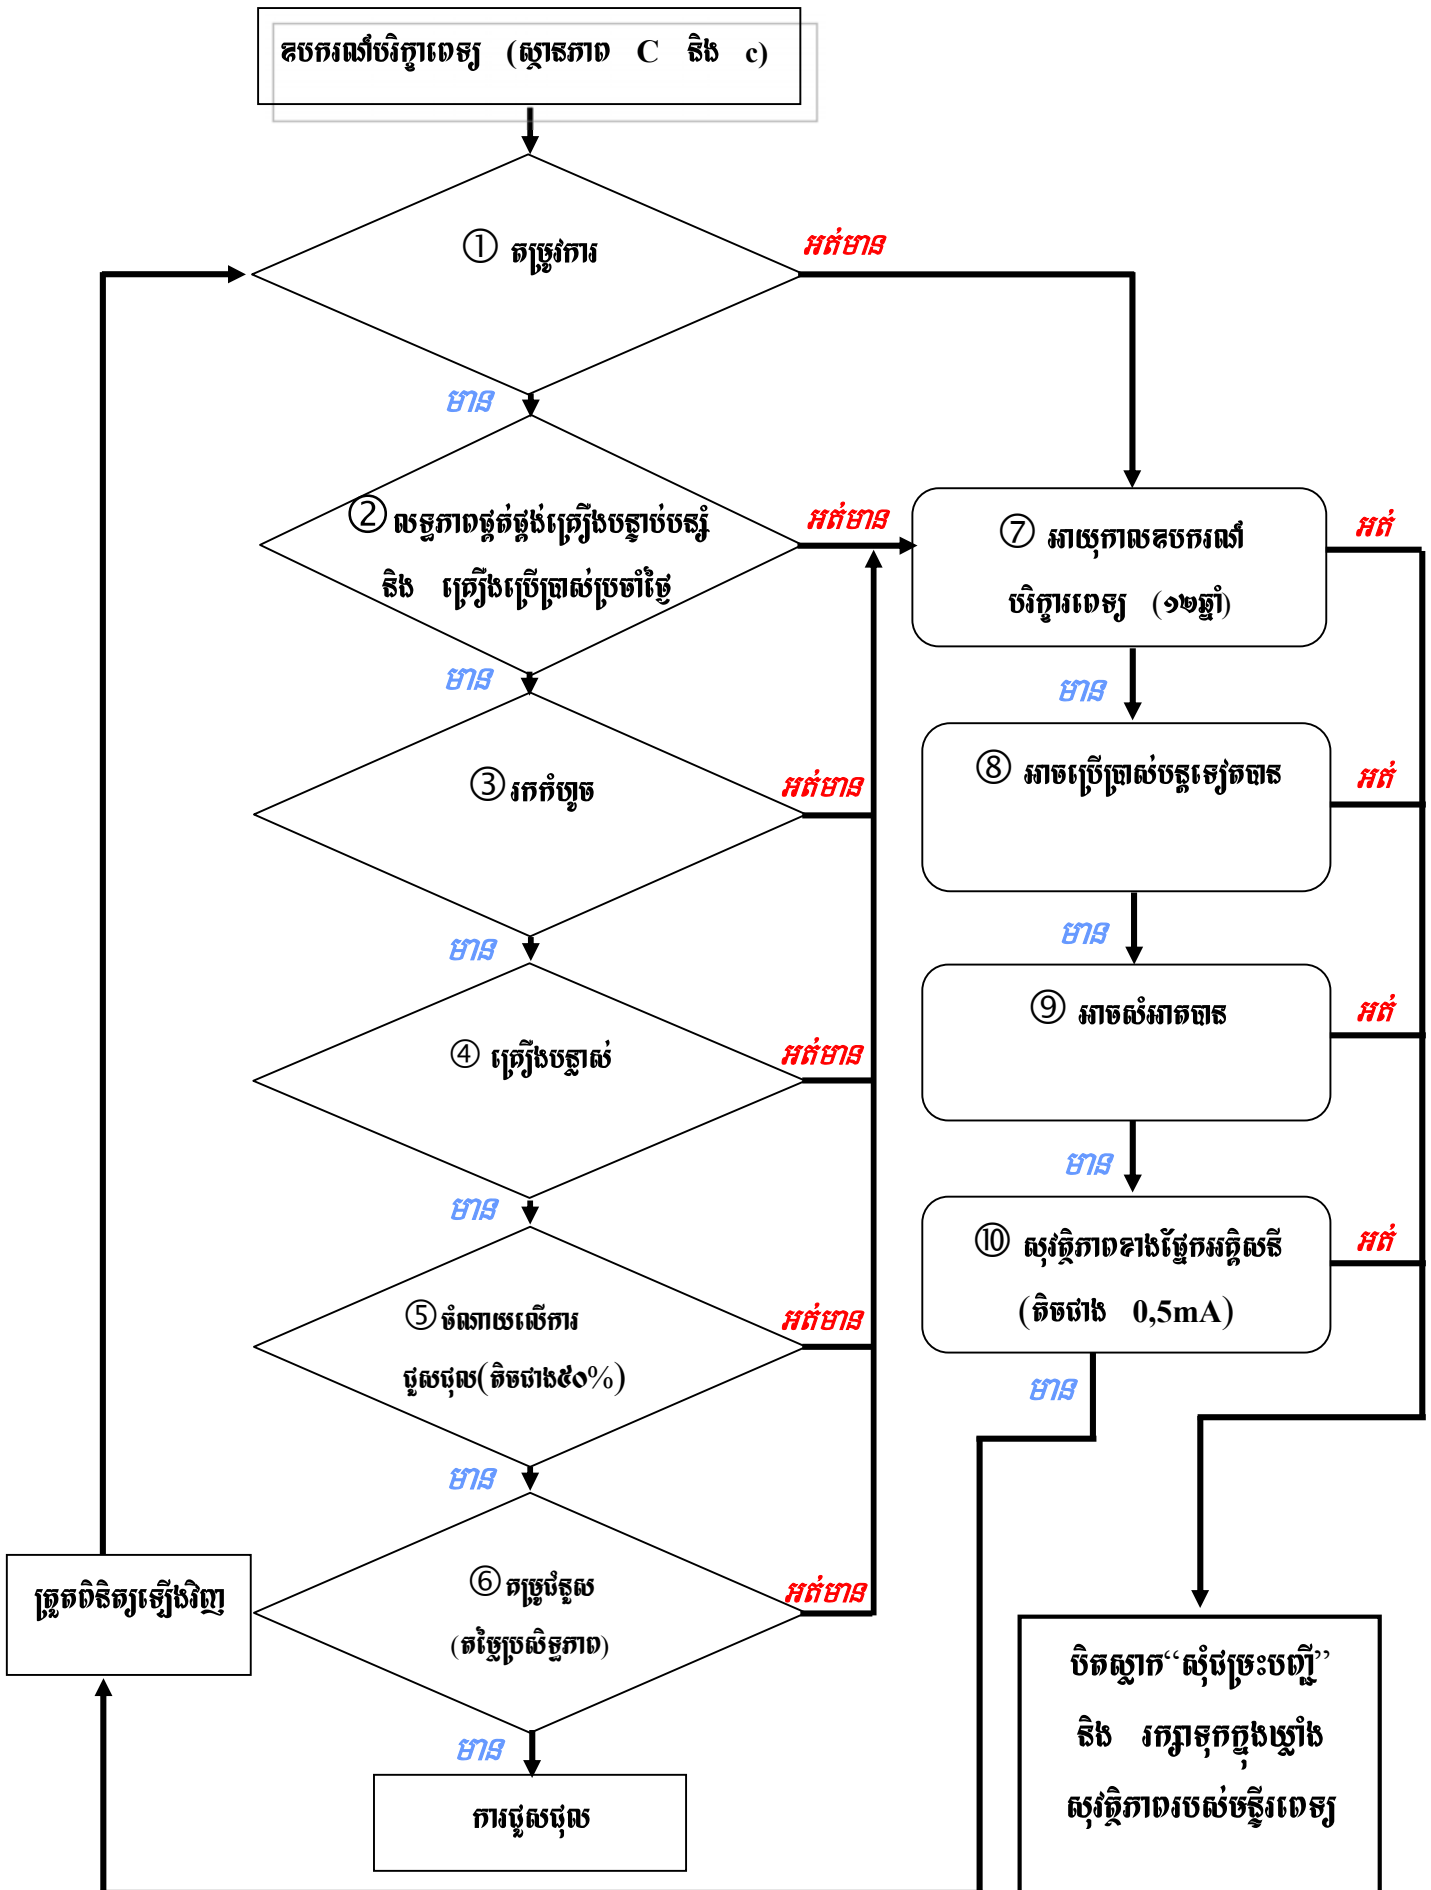 ឧបករណ៍បរិក្ខាពេទ្យ (ស្ថានភាព C និង c)
① តម្រូវការ
អត់មាន
មាន
② លទ្ធភាពផ្គត់ផ្គង់គ្រឿងបន្ទាប់បន្សំ
និង គ្រឿងប្រើប្រាស់ប្រចាំថ្ងៃ
អត់មាន
មាន
③ រកកំហូច
អត់មាន
មាន
④ គ្រឿងបន្លាស់
អត់មាន
មាន
⑤ ចំណាយលើការ
ជួសជុល(តិចជាង៥០%)
អត់មាន
មាន
⑥ តម្រូជំនួស
(តម្លៃប្រសិទ្ធភាព)
អត់មាន
មាន
ការជួសជុល
ត្រួតពិនិត្យឡើងវិញ
⑦ អាយុកាលឧបករណ៍
បរិក្ខារពេទ្យ (១២ឆ្នាំ)
អត់
មាន
⑧ អាចប្រើប្រាស់បន្តទៀតបាន
អត់
មាន
⑨ អាចសំអាតបាន
អត់
មាន
⑩ សុវត្ថិភាពខាងផ្នែកអគ្គិសនី
(តិចជាង 0,5mA)
អត់
មាន
បិតស្លាក“សុំជម្រះបញ្ជី”
និង រក្សាទុកក្នុងឃ្លាំង
សុវត្ថិភាពរបស់មន្ទីរពេទ្យ